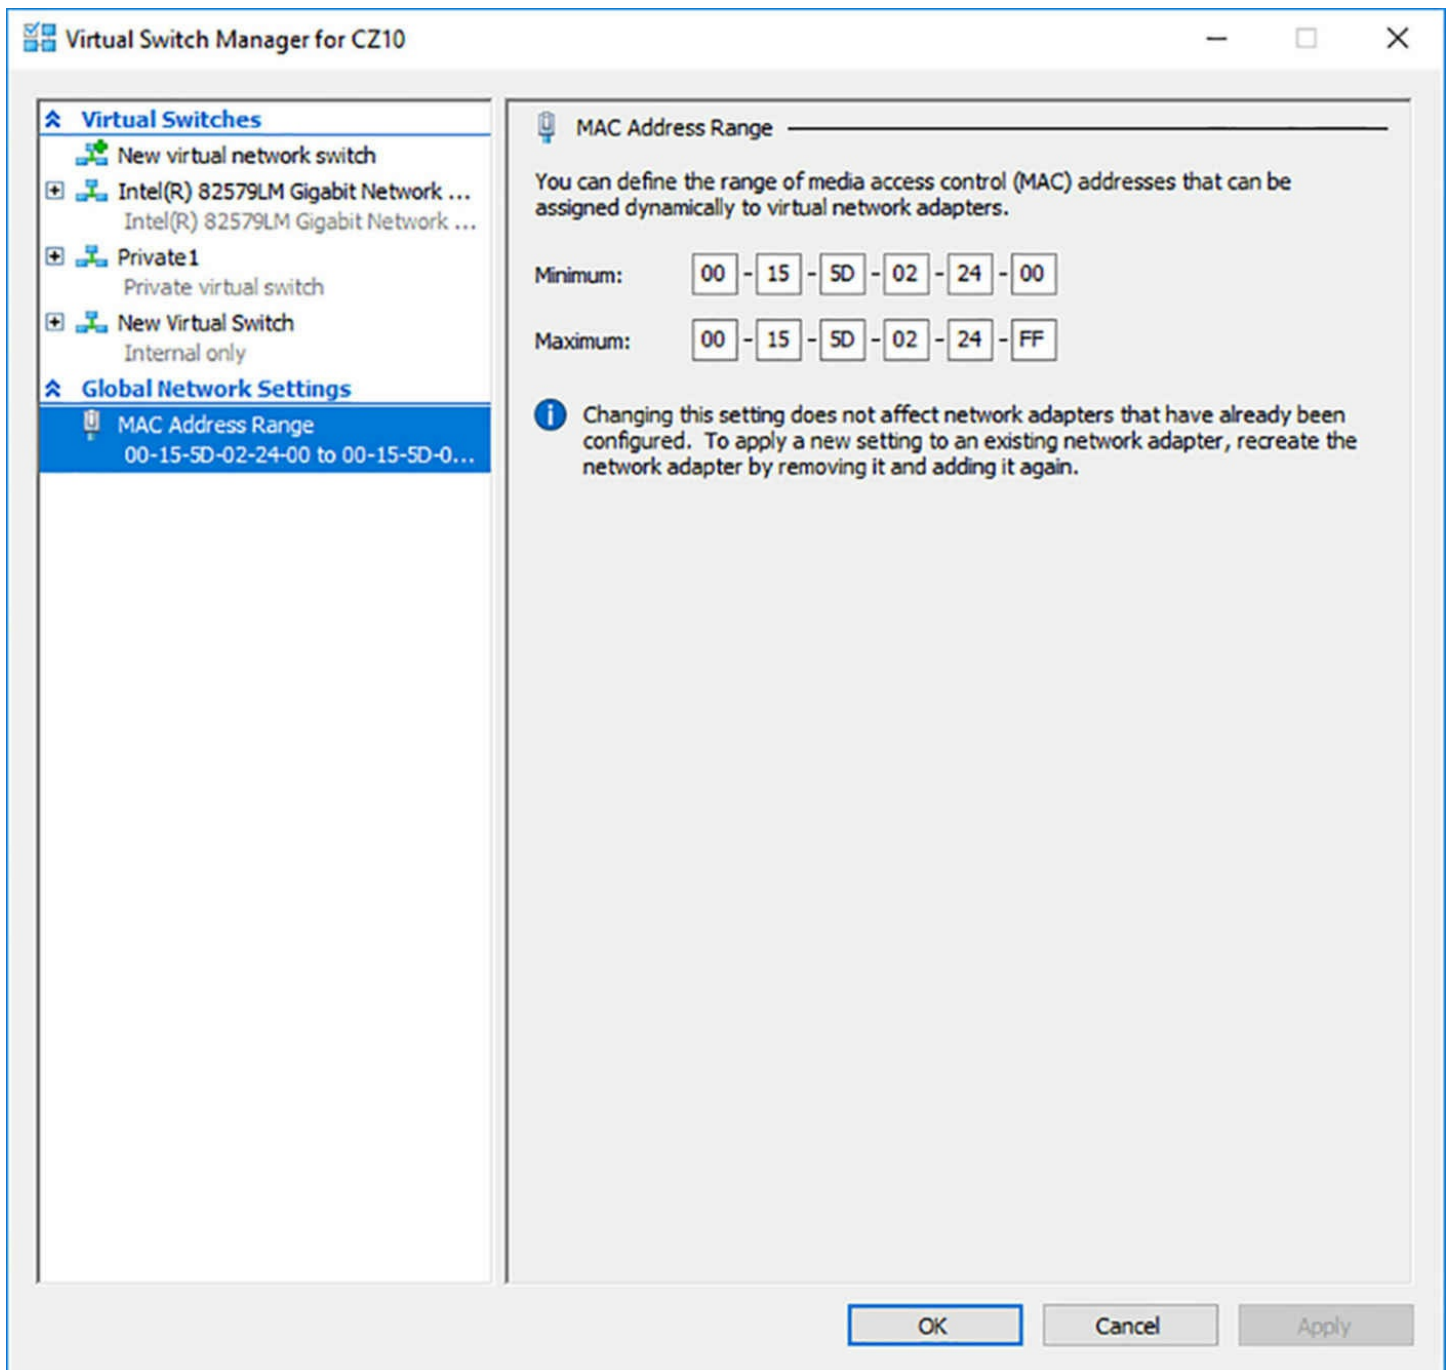 Virtual Switch Manager for CZ10
Virtual Switches
New virtual network switch
Intel(R) 82579LM Gigabit Network ...
Intel(R) 82579LM Gigabit Network ...
Private1
Private virtual switch
New Virtual Switch
Internal only
Global Network Settings
MAC Address Range
00-15-5D-02-24-00 to 00-15-5D-0...
MAC Address Range
You can define the range of media access control (MAC) addresses that can be
assigned dynamically to virtual network adapters.
Minimum: 00 - 15 - 5D - 02 - 24 - 00
Maximum: 00 - 15 - 5D - 02 - 24 - FF
Changing this setting does not affect network adapters that have already been
configured. To apply a new setting to an existing network adapter, recreate the
network adapter by removing it and adding it again.
OK Cancel Apply